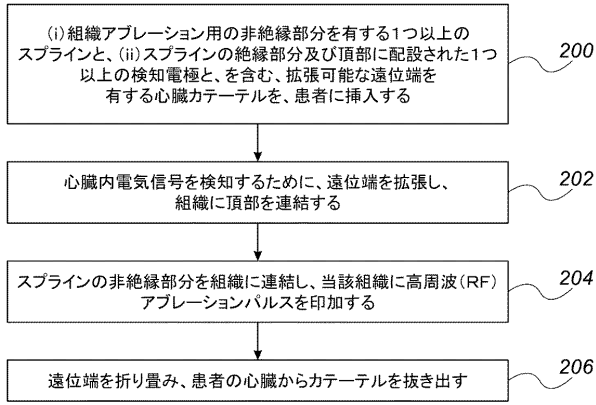 (ⅰ)組織アブレーション用の非絶縁部分を有する1つ以上の
スプラインと、(ⅱ)スプラインの絶縁部分及び頂部に配設された1つ
以上の検知電極と、を含む、拡張可能な遠位端を
有する心臓カテーテルを、患者に挿入する
200
心臓内電気信号を検知するために、遠位端を拡張し、
組織に頂部を連結する
202
スプラインの非絶縁部分を組織に連結し、当該組織に高周波(RF)
アブレーションパルスを印加する
204
遠位端を折り畳み、患者の心臓からカテーテルを抜き出す
206